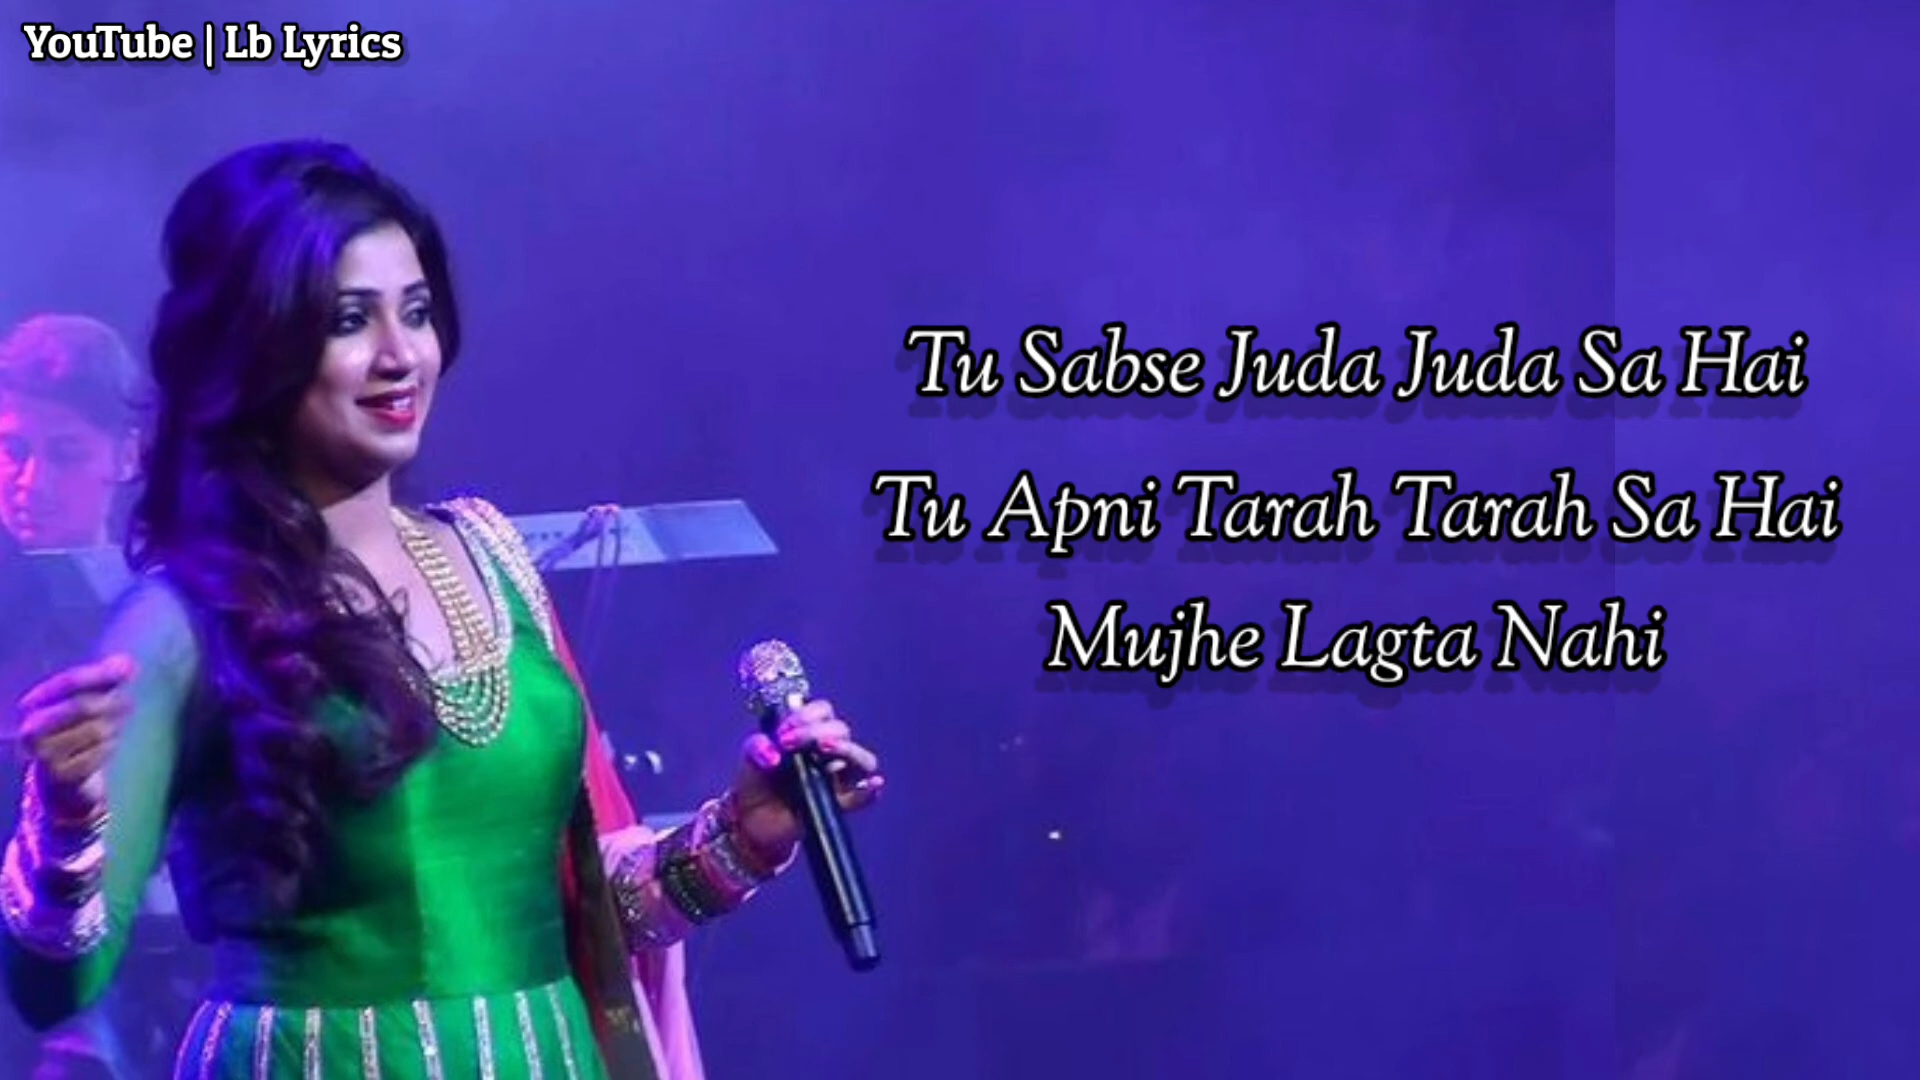 YouTube | Lb Lyrics
Tu Sabse Juda Juda Sa Hai
Tu Apni Tarah Tarah Sa Hai
Mujhe Lagta Nahi